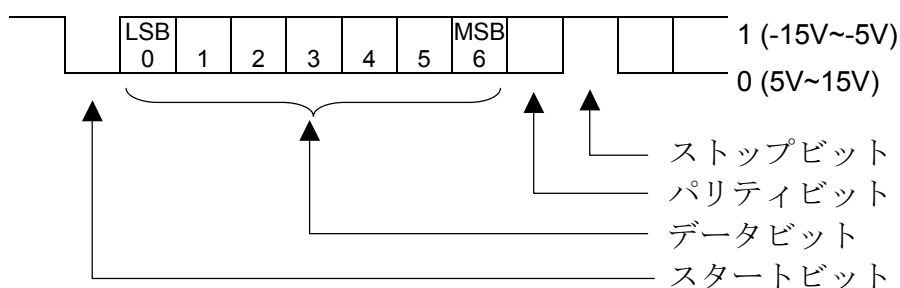 LSB MSB 1 (-15V~-5V)
0 1 2 3 4 5 6
0 (5V~15V)
ストップビット
パリティビット
データビット
スタートビット